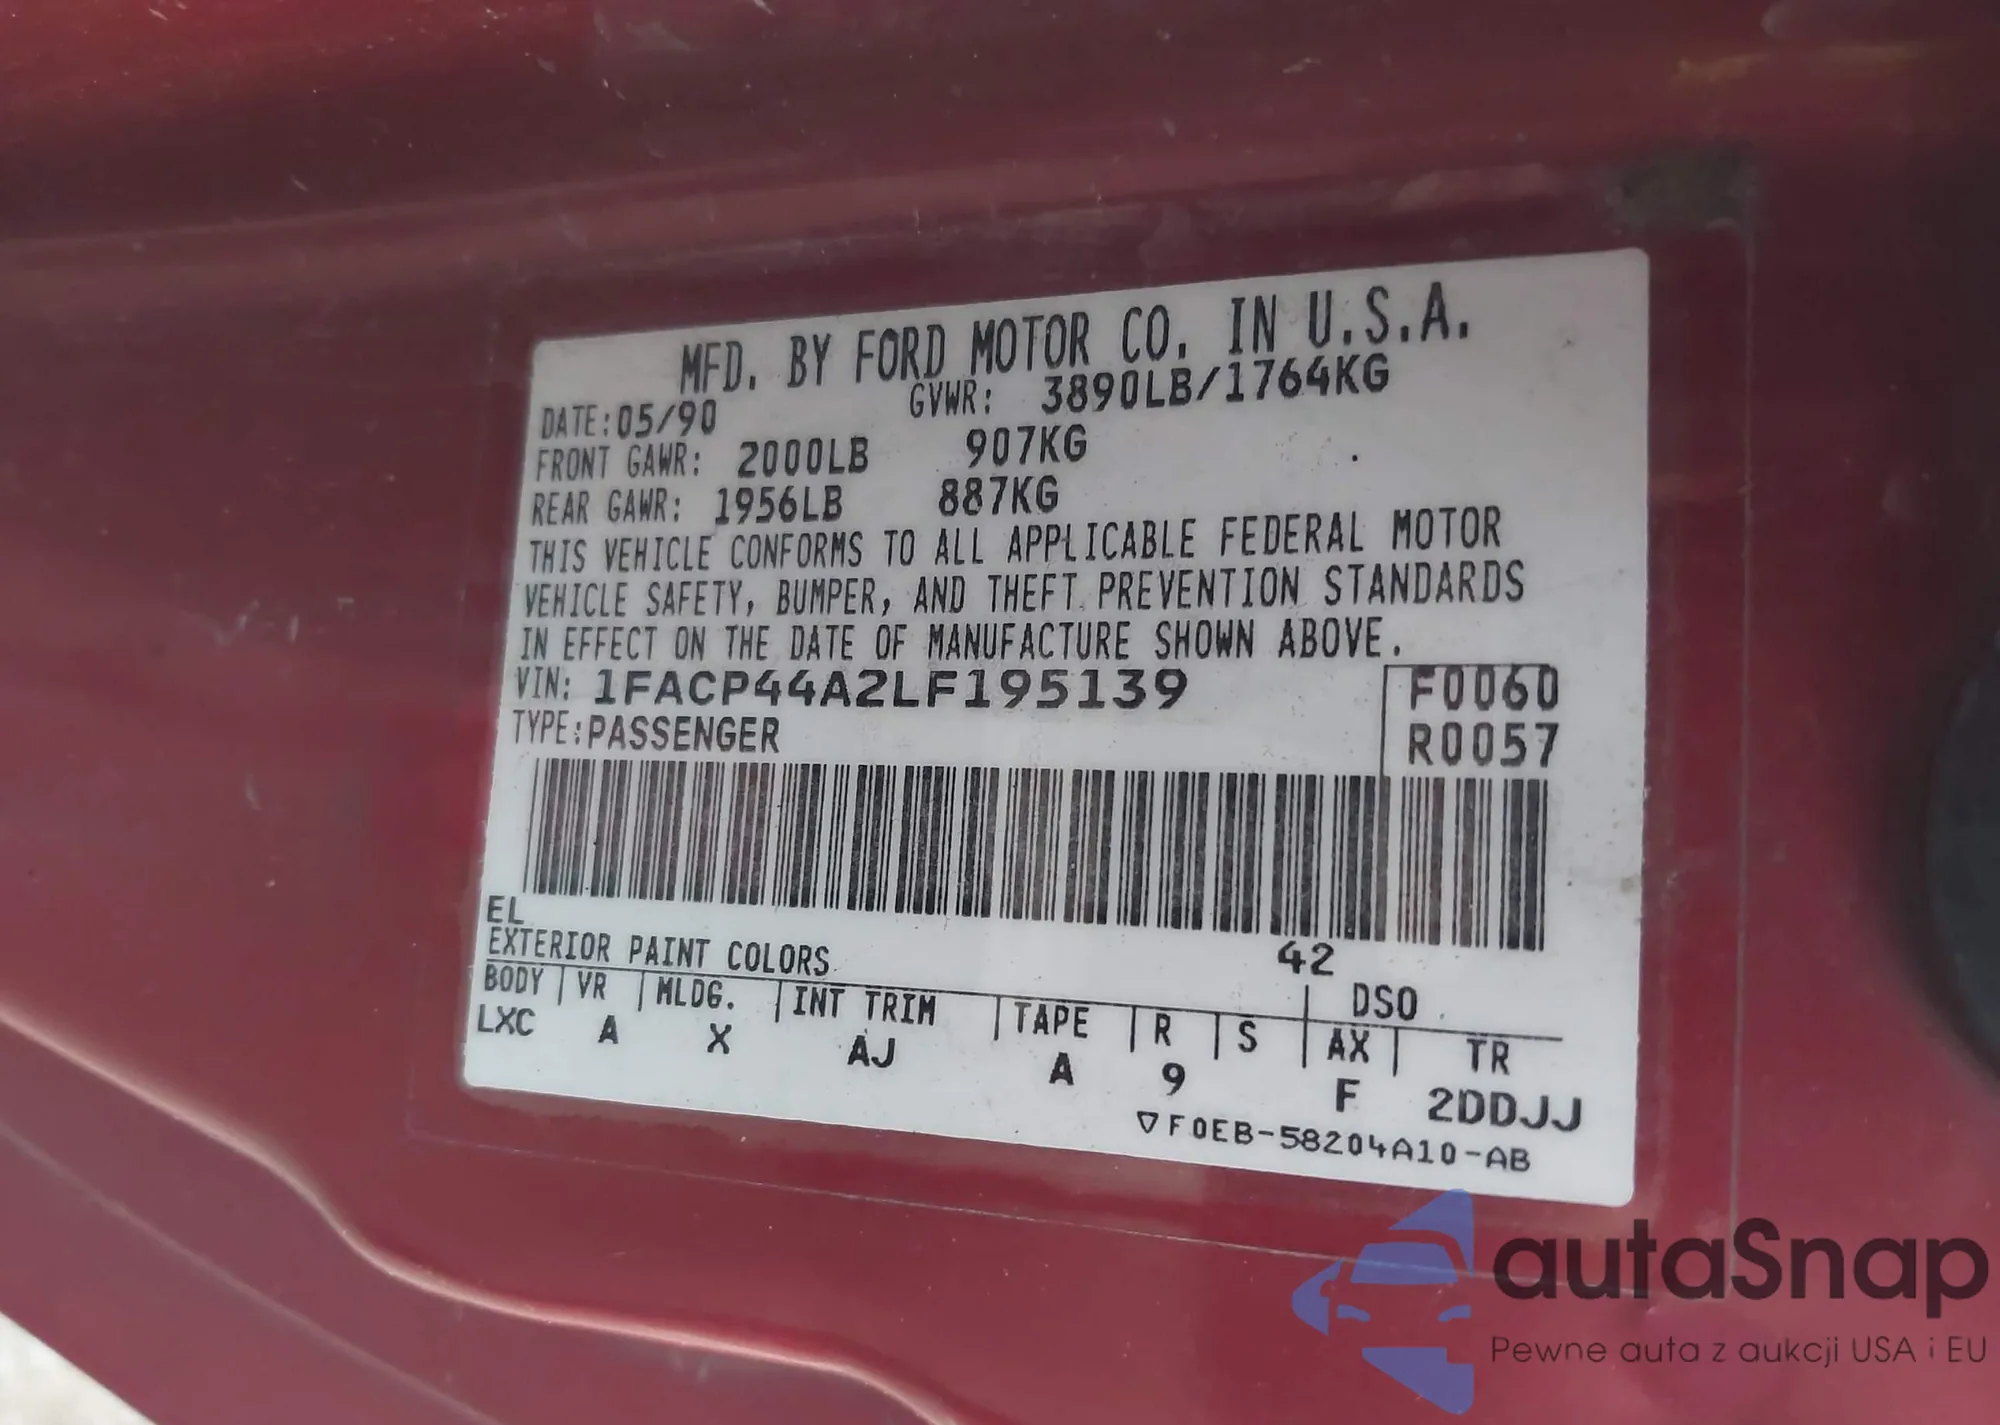 MFD. BY FORD MOTOR CO. IN U.S.A.
DATE: 05/90 GVWR: 3890LB/1764KG
FRONT GAWR: 2000LB 907KG
REAR GAWR: 1956LB 887KG
THIS VEHICLE CONFORMS TO ALL APPLICABLE FEDERAL MOTOR
VEHICLE SAFETY, BUMPER, AND THEFT PREVENTION STANDARDS
IN EFFECT ON THE DATE OF MANUFACTURE SHOWN ABOVE.
VIN: 1FACP44A2LF195139 F0060
TYPE: PASSENGER R0057
EL
EXTERIOR PAINT COLORS 42 DSO
BODY VR MLDG. INT TRIM TAPE R S AX TR
LXC A X AJ A 9 F 2DDJJ
▽F0EB-58204A10-AB
autaSnap
Pewne auta z aukcji USA i EU